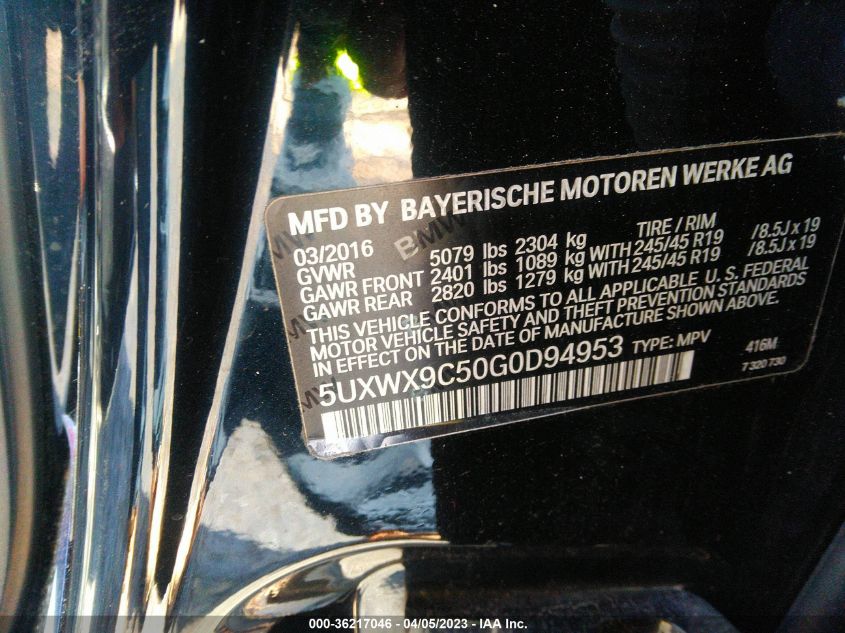 MFD BY BAYERISCHE MOTOREN WERKE AG
03/2016 TIRE / RIM
GVWR 5079 lbs 2304 kg
GAWR FRONT 2401 lbs 1089 kg WITH 245/45 R19 /8.5J x 19
GAWR REAR 2820 lbs 1279 kg WITH 245/45 R19 /8.5J x 19
THIS VEHICLE CONFORMS TO ALL APPLICABLE U. S. FEDERAL
MOTOR VEHICLE SAFETY AND THEFT PREVENTION STANDARDS
IN EFFECT ON THE DATE OF MANUFACTURE SHOWN ABOVE.
5UXWX9C50G0D94953 TYPE: MPV 416M
7 320 730
BMW
000-36217046 - 04/05/2023 - IAA Inc.